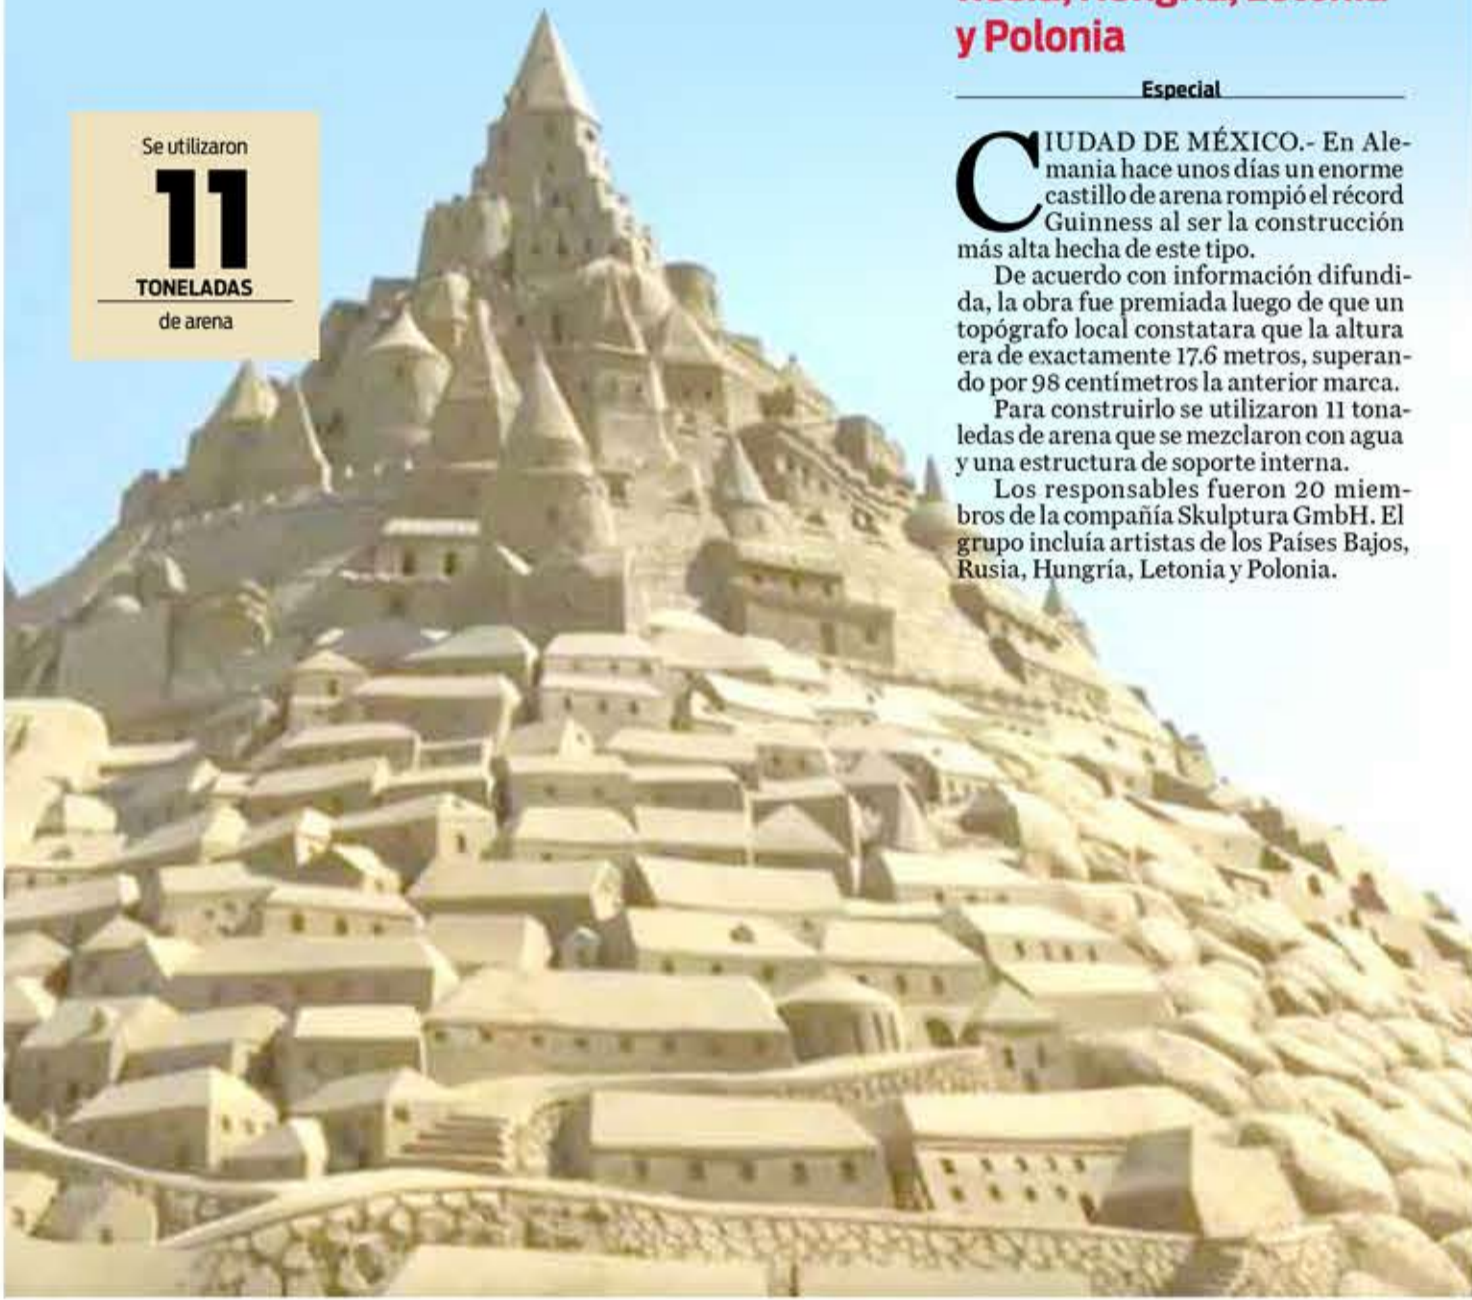 y Polonia
Especial
CIUDAD DE MÉXICO.- En Ale-
mania hace unos días un enorme
castillo de arena rompió el récord
Guinness al ser la construcción
más alta hecha de este tipo.
De acuerdo con información difundi-
da, la obra fue premiada luego de que un
topógrafo local constatara que la altura
era de exactamente 17.6 metros, superan-
do por 98 centímetros la anterior marca.
Para construirlo se utilizaron 11 tona-
ledas de arena que se mezclaron con agua
y una estructura de soporte interna.
Los responsables fueron 20 miem-
bros de la compañía Skulptura GmbH. El
grupo incluía artistas de los Países Bajos,
Rusia, Hungría, Letonia y Polonia.
Se utilizaron
11
TONELADAS
de arena